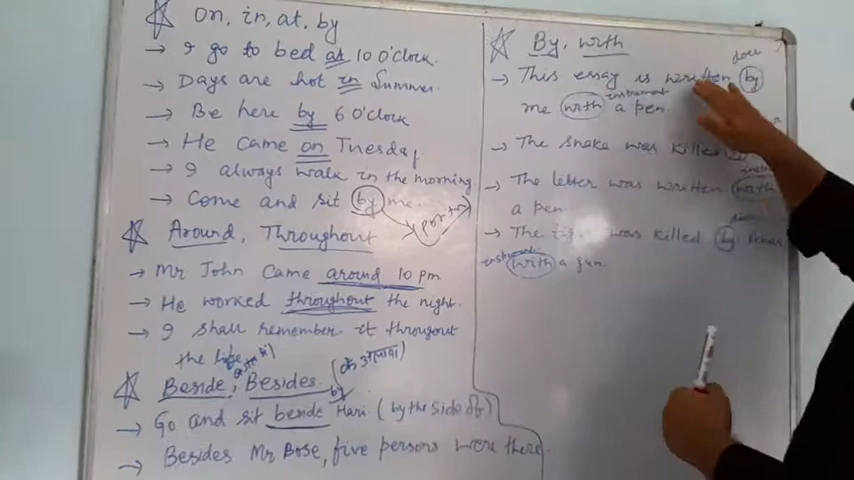 On, in, at, by
I go to bed at 10 O'Clock.
Days are hot in Summer.
Be here by 6 O'Clock
He came on Tuesday
I always walk in the morning
Come and sit by me.
Around, Throughout
Mr John came around 10 pm
He worked throughout the night.
I shall remember it througout
the life
Beside, Besides
Go and sit beside Hari (by the side of)
Besides Mr Bose, five persons were there.
By, with
doer
This essay is written by
instrument
me with a pen.
The snake was killed
The letter was written with
a pen
The was killed by
instrument
with a gun